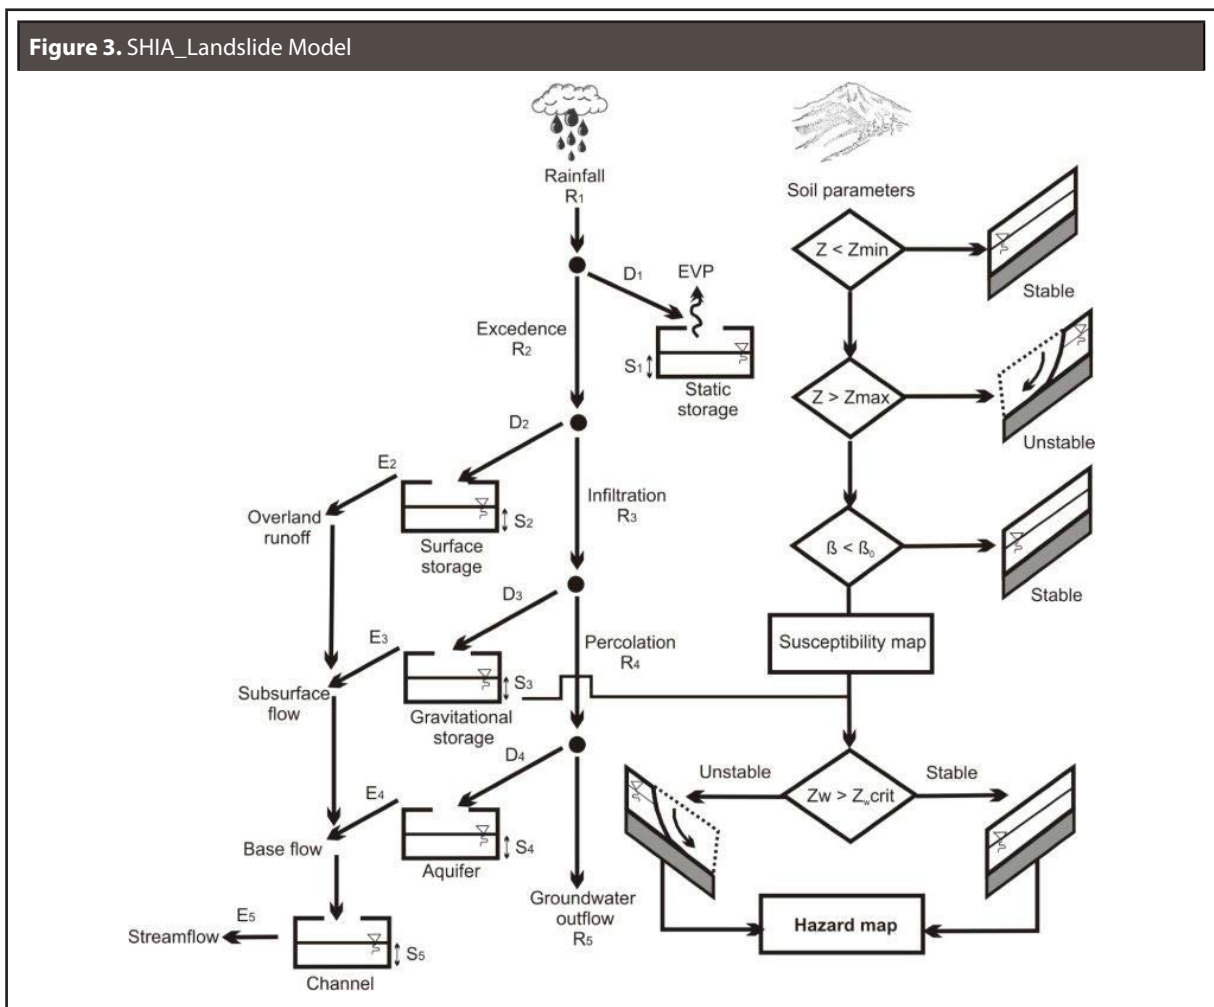 Figure 3. SHIA_Landslide Model
Rainfall
R1
Soil parameters
Z < Zmin
Stable
D1
EVP
Excedence
R2
S1
Static
storage
Z > Zmax
Unstable
D2
E2
S2
Surface
storage
Overland
runoff
Infiltration
R3
ß < ß0
Stable
D3
E3
S3
Gravitational
storage
Subsurface
flow
Percolation
R4
Susceptibility map
D4
E4
S4
Aquifer
Base flow
Unstable
Zw > Zwcrit
Stable
Groundwater
outflow
R5
Hazard map
E5
Streamflow
S5
Channel